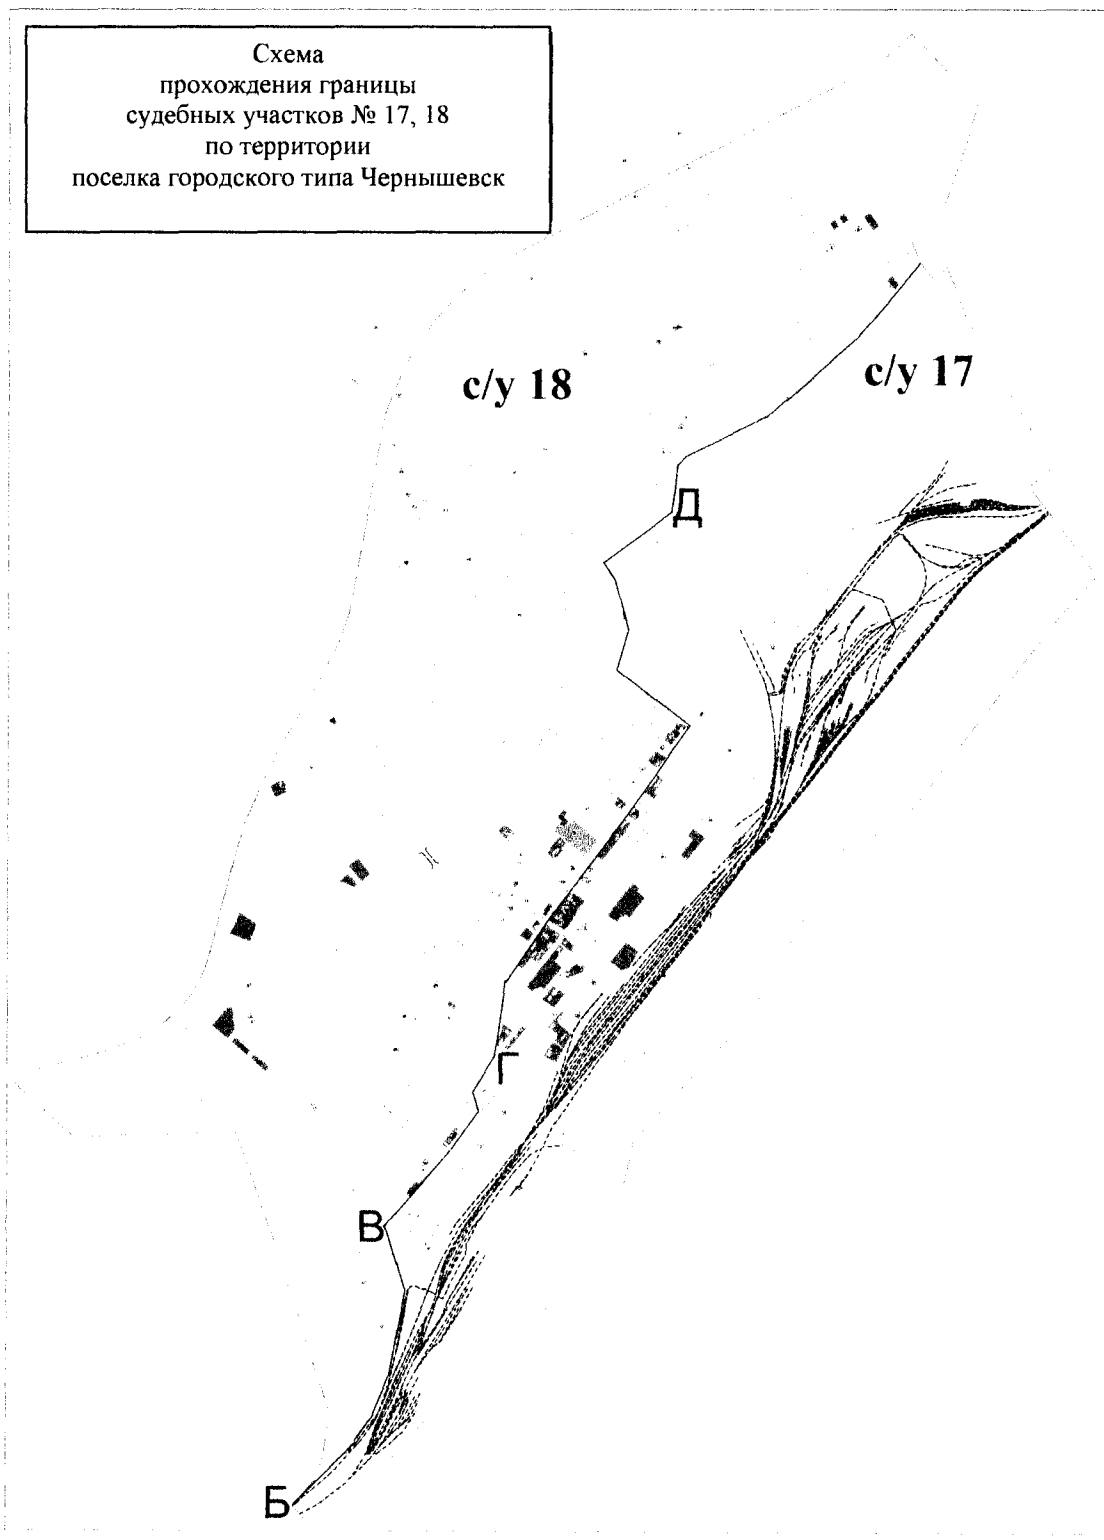 Схема
прохождения границы
судебных участков № 17, 18
по территории
поселка городского типа Чернышевск
с/у 18
с/у 17
Д
Г
В
Б